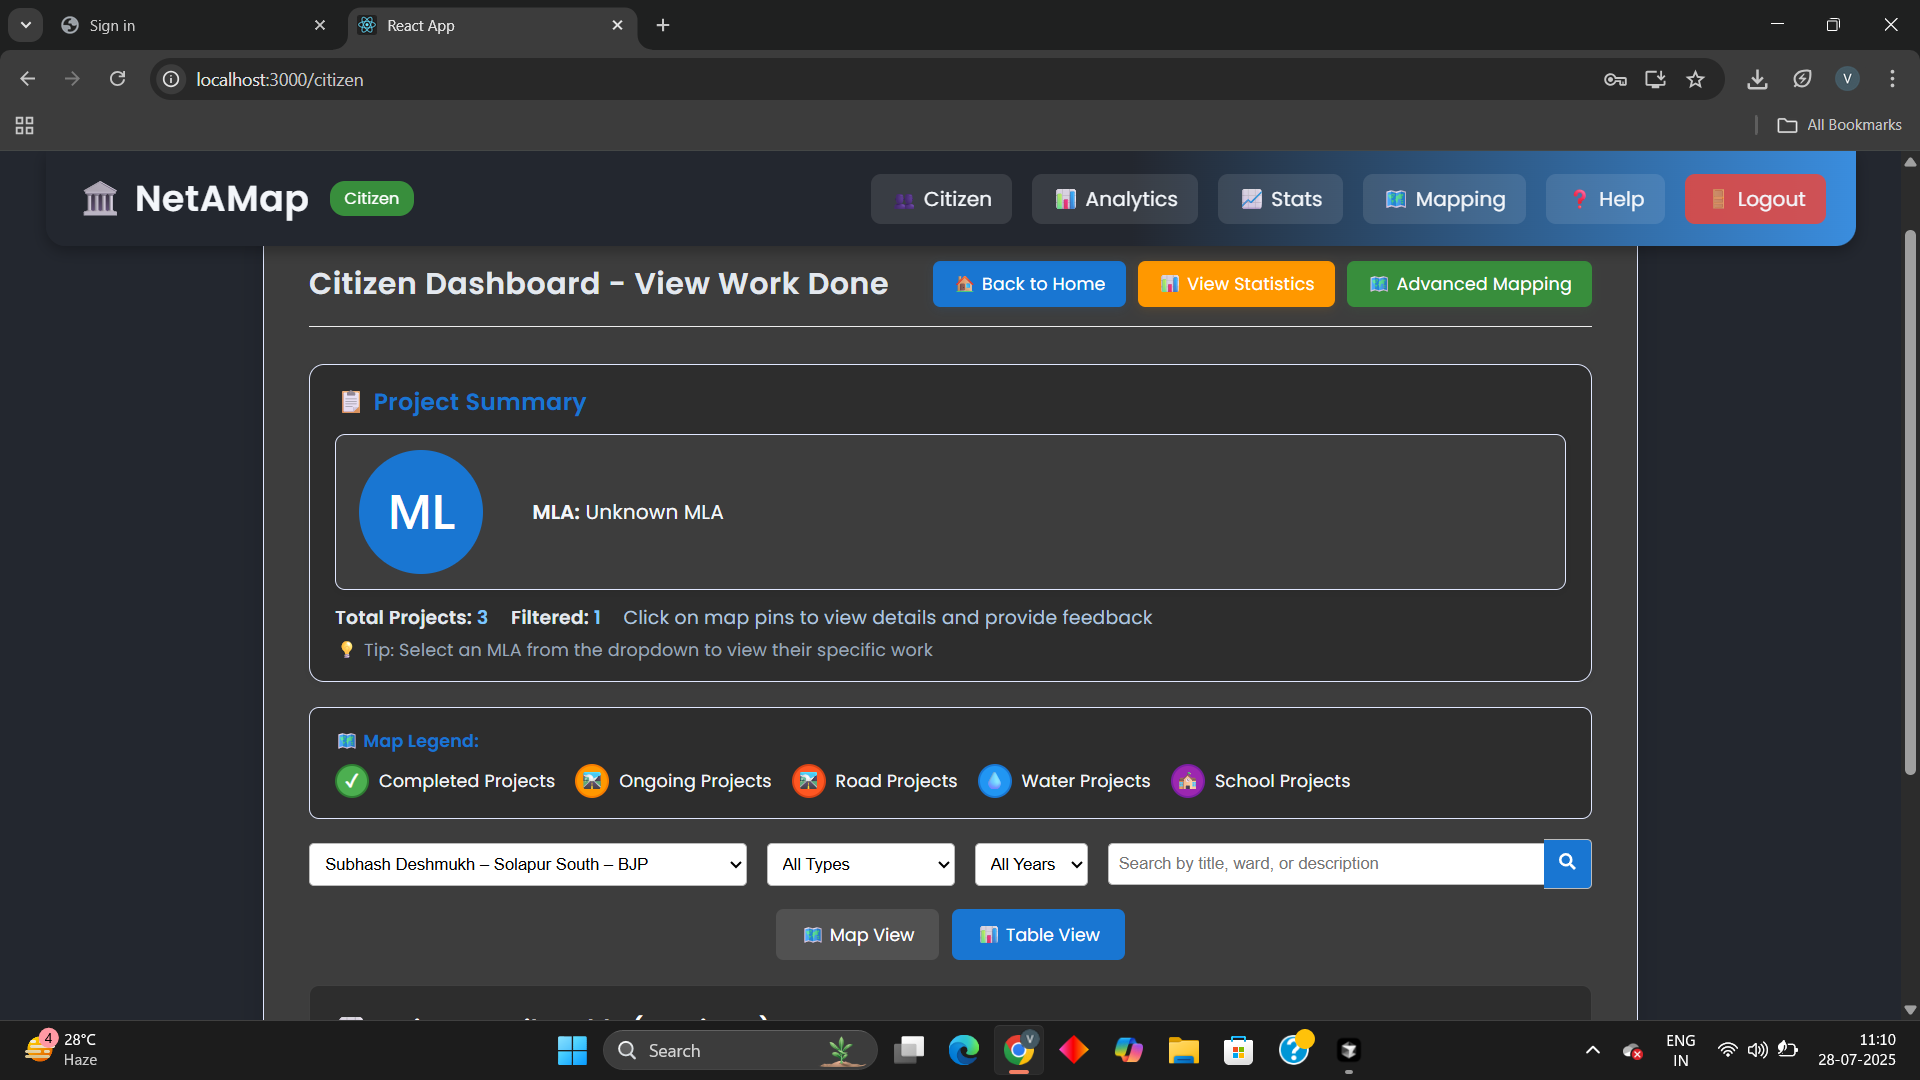 Sign in
React App
localhost:3000/citizen
V
All Bookmarks
NetAMap
Citizen
Citizen
Analytics
Stats
Mapping
Help
Logout
Citizen Dashboard - View Work Done
Back to Home
View Statistics
Advanced Mapping
Project Summary
ML
MLA: Unknown MLA
Total Projects: 3 Filtered: 1 Click on map pins to view details and provide feedback
Tip: Select an MLA from the dropdown to view their specific work
Map Legend:
Completed Projects
Ongoing Projects
Road Projects
Water Projects
School Projects
Subhash Deshmukh – Solapur South – BJP
All Types
All Years
Search by title, ward, or description
Map View
Table View
4
28°C
Haze
Search
V
ENG
IN
11:10
28-07-2025